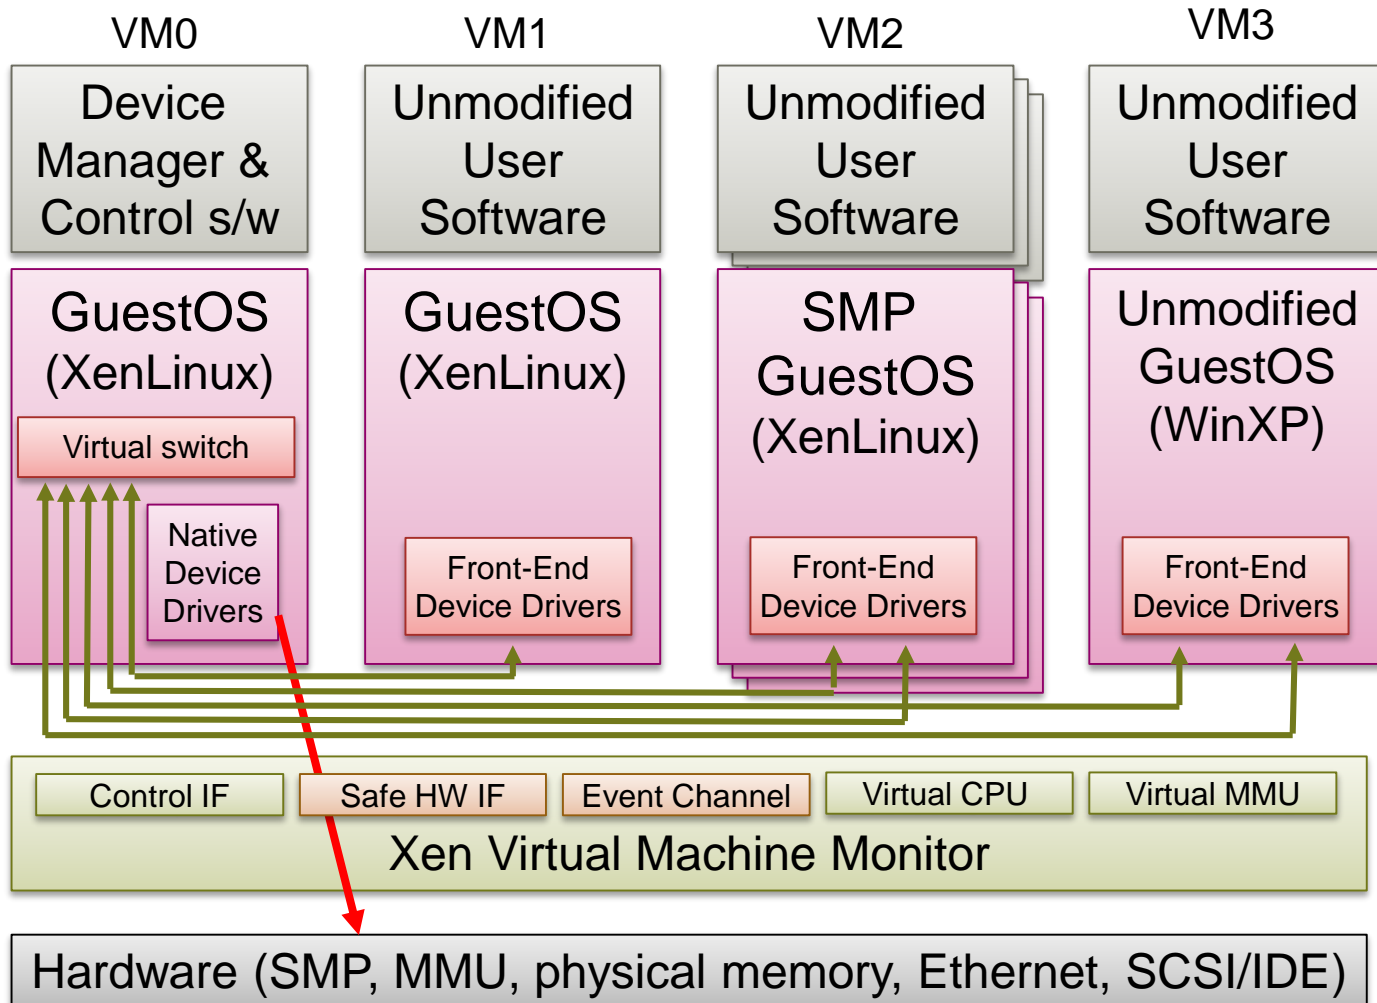 VM0
VM1
VM2
VM3
Device
Manager &
Control s/w
Unmodified
User
Software
Unmodified
User
Software
Unmodified
User
Software
GuestOS
(XenLinux)
Virtual switch
Native
Device
Drivers
GuestOS
(XenLinux)
Front-End
Device Drivers
SMP
GuestOS
(XenLinux)
Front-End
Device Drivers
Unmodified
GuestOS
(WinXP)
Front-End
Device Drivers
Control IF
Safe HW IF
Event Channel
Virtual CPU
Virtual MMU
Xen Virtual Machine Monitor
Hardware (SMP, MMU, physical memory, Ethernet, SCSI/IDE)